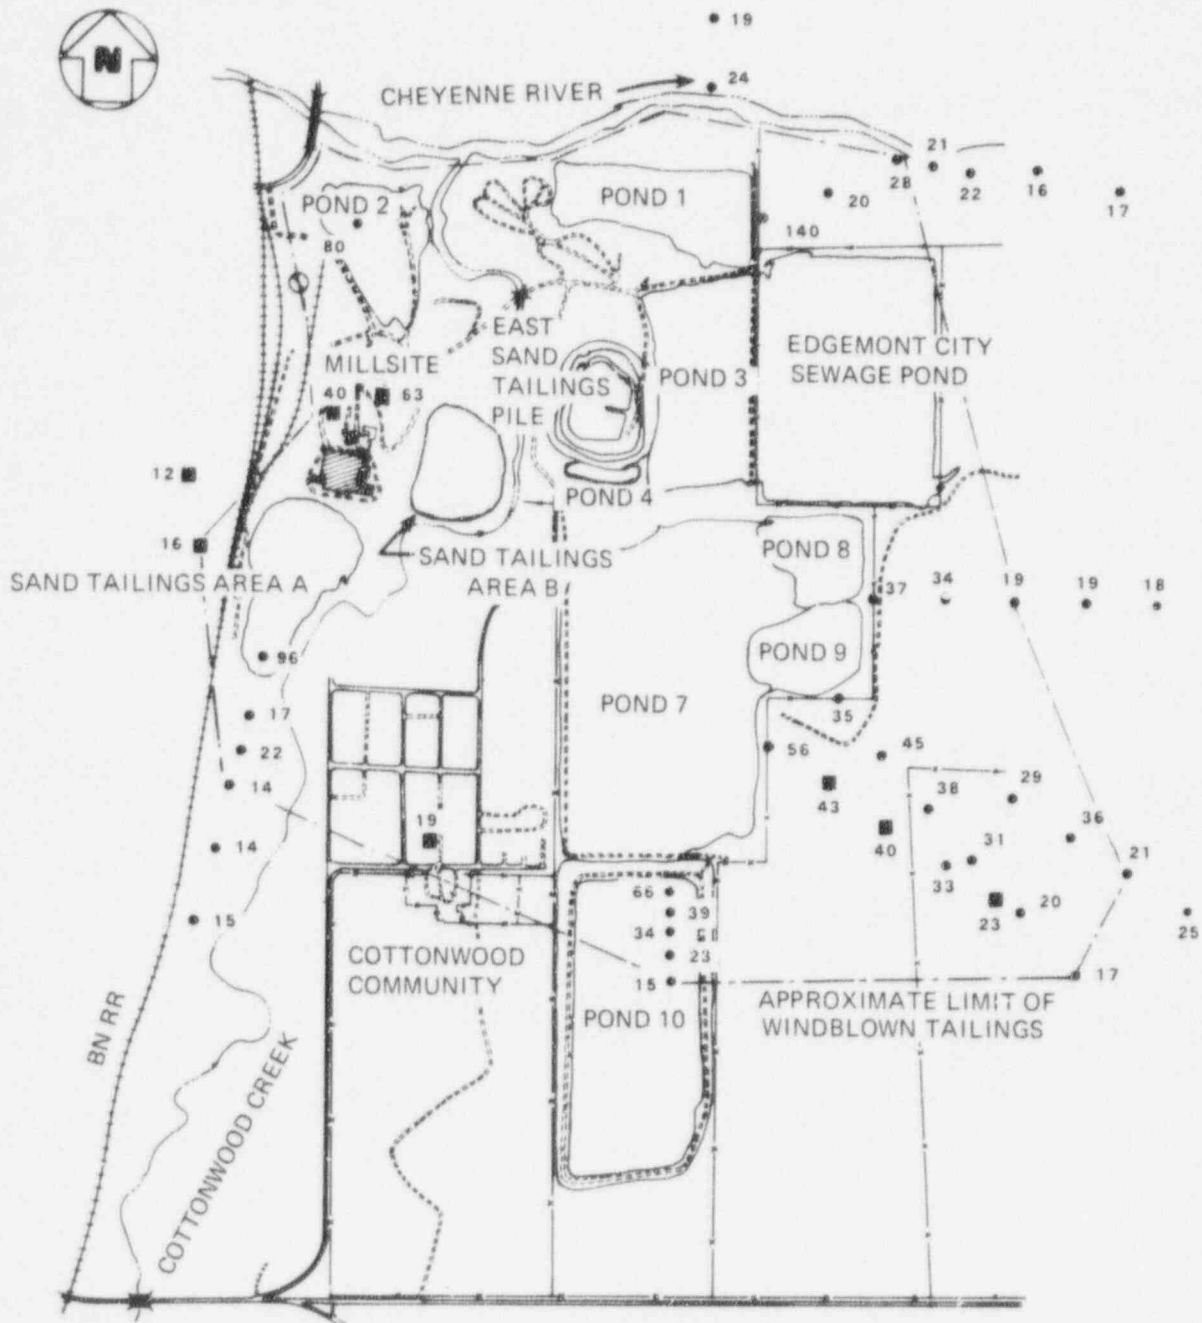 N
19
CHEYENNE RIVER
24
21
28
22
16
20
17
POND 2
POND 1
140
80
EAST
SAND
TAILINGS
PILE
MILLSITE
POND 3
EDGEMONT CITY
SEWAGE POND
40
63
12
POND 4
16
SAND TAILINGS AREA A
SAND TAILINGS
AREA B
POND 8
37
34
19
19
18
96
POND 9
17
POND 7
35
22
56
45
14
43
29
38
19
36
14
40
31
21
33
66
15
39
20
23
25
34
COTTONWOOD
COMMUNITY
23
15
17
POND 10
APPROXIMATE LIMIT OF
WINDBLOWN TAILINGS
BN RR
COTTONWOOD CREEK